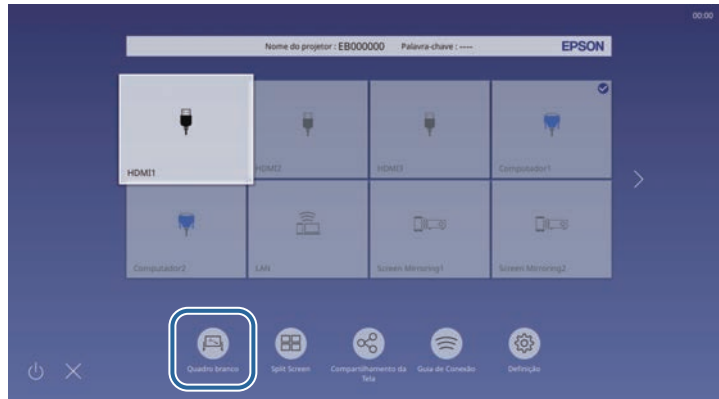 00:00
Nome do projetor : EB000000 Palavra-chave : ---- EPSON
HDMI1 HDMI2 HDMI3 Computador1
Computador2 LAN Screen Mirroring1 Screen Mirroring2
Quadro branco Split Screen Compartilhamento da Guia de Conexão Definição
Tela